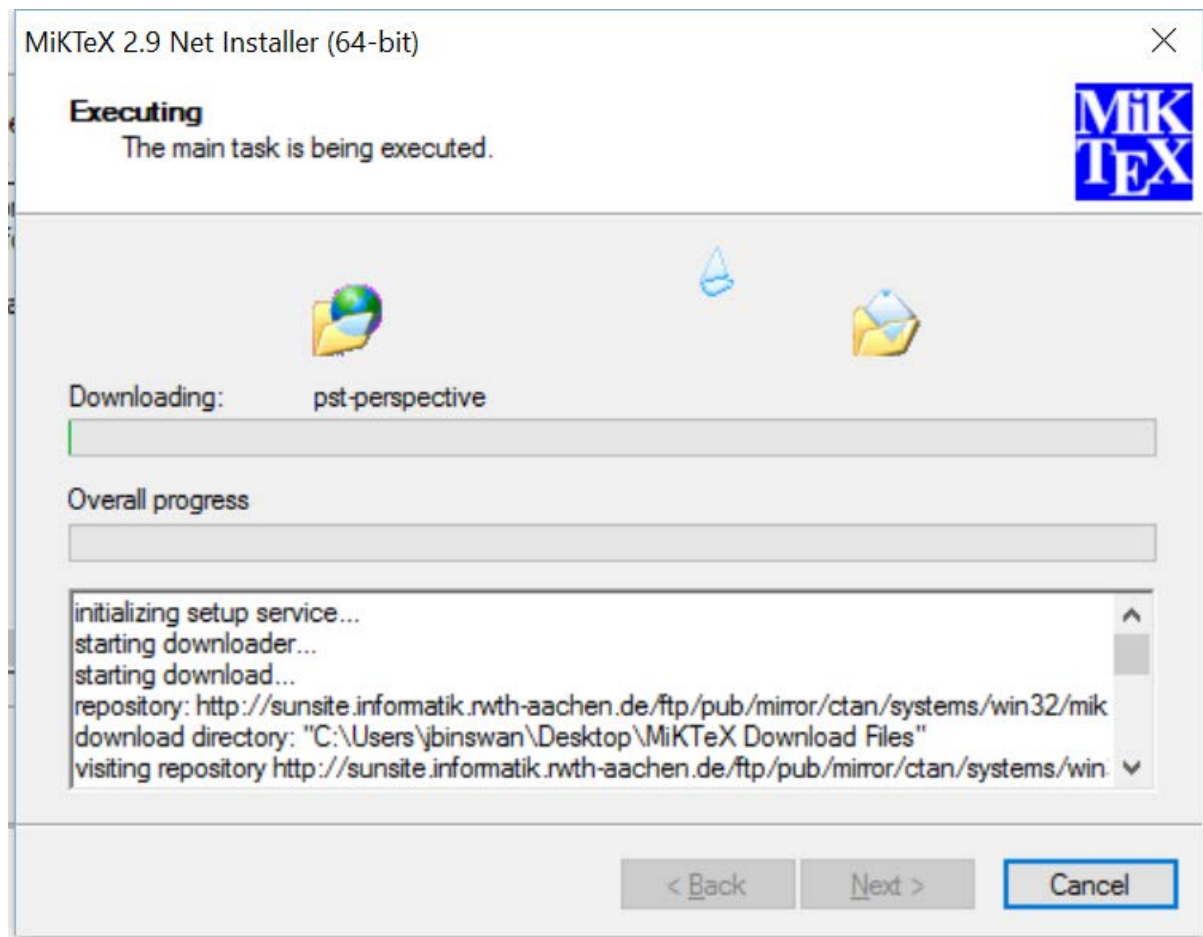 MiKTeX 2.9 Net Installer (64-bit)
Executing
The main task is being executed.
MiK
TEX
Downloading: pst-perspective
Overall progress
initializing setup service...
starting downloader...
starting download...
repository: http://sunsite.informatik.rwth-aachen.de/ftp/pub/mirror/ctan/systems/win32/mik
download directory: "C:\Users\jbinswan\Desktop\MiKTeX Download Files"
visiting repository http://sunsite.informatik.rwth-aachen.de/ftp/pub/mirror/ctan/systems/win
< Back Next > Cancel